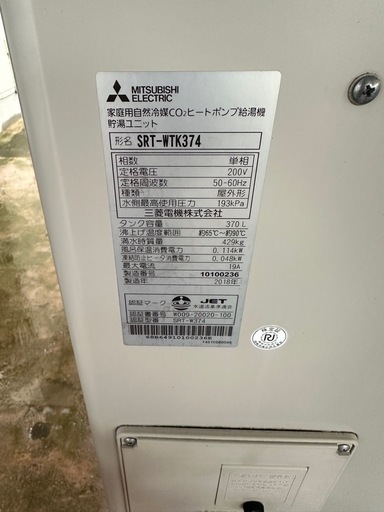 MITSUBISHI
ELECTRIC
家庭用自然冷媒CO₂ヒートポンプ給湯機
貯湯ユニット
形名 SRT-WTK374
相数 単相
定格電圧 200V
定格周波数 50-60Hz
種類 屋外形
水側最高使用圧力 193kPa
三菱電機株式会社
タンク容量 370L
沸上げ温度範囲 約65℃~約90℃
満水時質量 429kg
風呂保温消費電力 0.114kW
凍結防止ヒータ消費電力 0.048kW
最大電流 19A
製造番号 10100236
製造年 2018年
認証マーク JET
認証番号 W009-20020-100
認証型番 SRT-W374